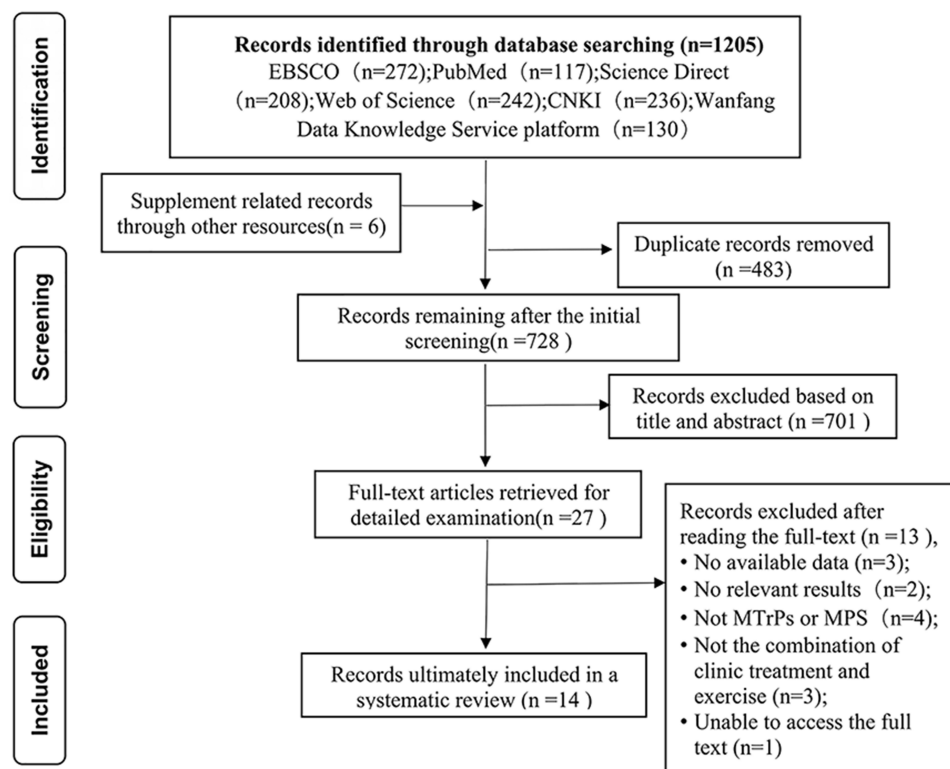 Identification
Records identified through database searching (n=1205)
EBSCO（n=272);PubMed（n=117);Science Direct
（n=208);Web of Science（n=242);CNKI（n=236);Wanfang
Data Knowledge Service platform（n=130）
Supplement related records
through other resources(n = 6)
Duplicate records removed
(n =483)
Screening
Records remaining after the initial
screening(n =728 )
Records excluded based on
title and abstract (n =701 )
Eligibility
Full-text articles retrieved for
detailed examination(n =27 )
Records excluded after
reading the full-text (n =13 ),
• No available data (n=3);
• No relevant results（n=2);
• Not MTrPs or MPS（n=4);
• Not the combination of
clinic treatment and
exercise (n=3);
• Unable to access the full
text (n=1)
Included
Records ultimately included in a
systematic review (n =14 )